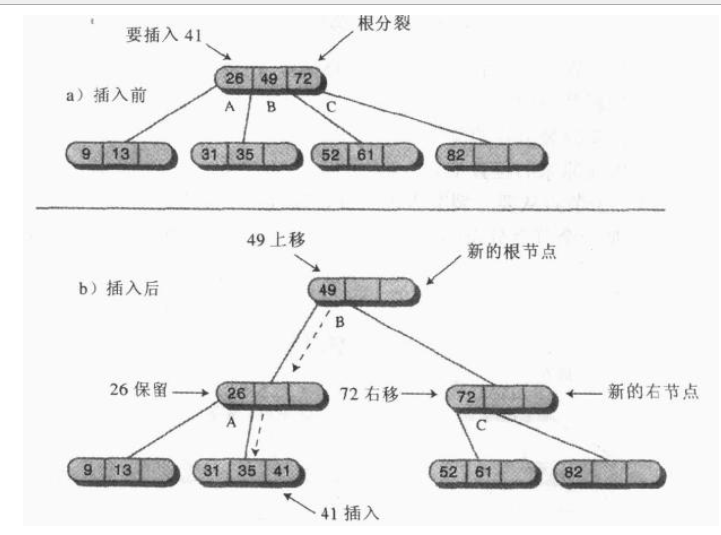 要插入 41
根分裂
26 49 72
a）插入前
A B C
9 13
31 35
52 61
82
49 上移
新的根节点
b）插入后
49
B
26 保留
26
72 右移
72
新的右节点
A
C
9 13
31 35 41
52 61
82
41 插入